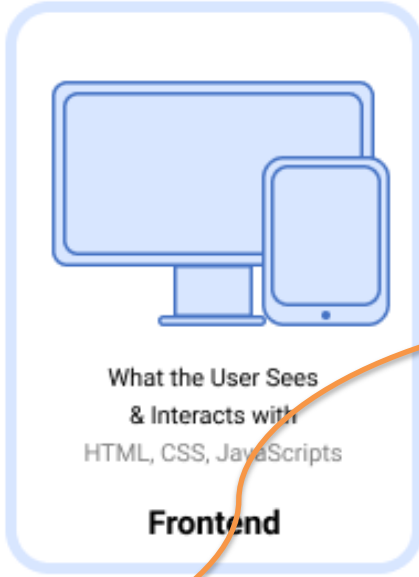 What the User Sees
& Interacts with
HTML, CSS, JavaScripts
Frontend